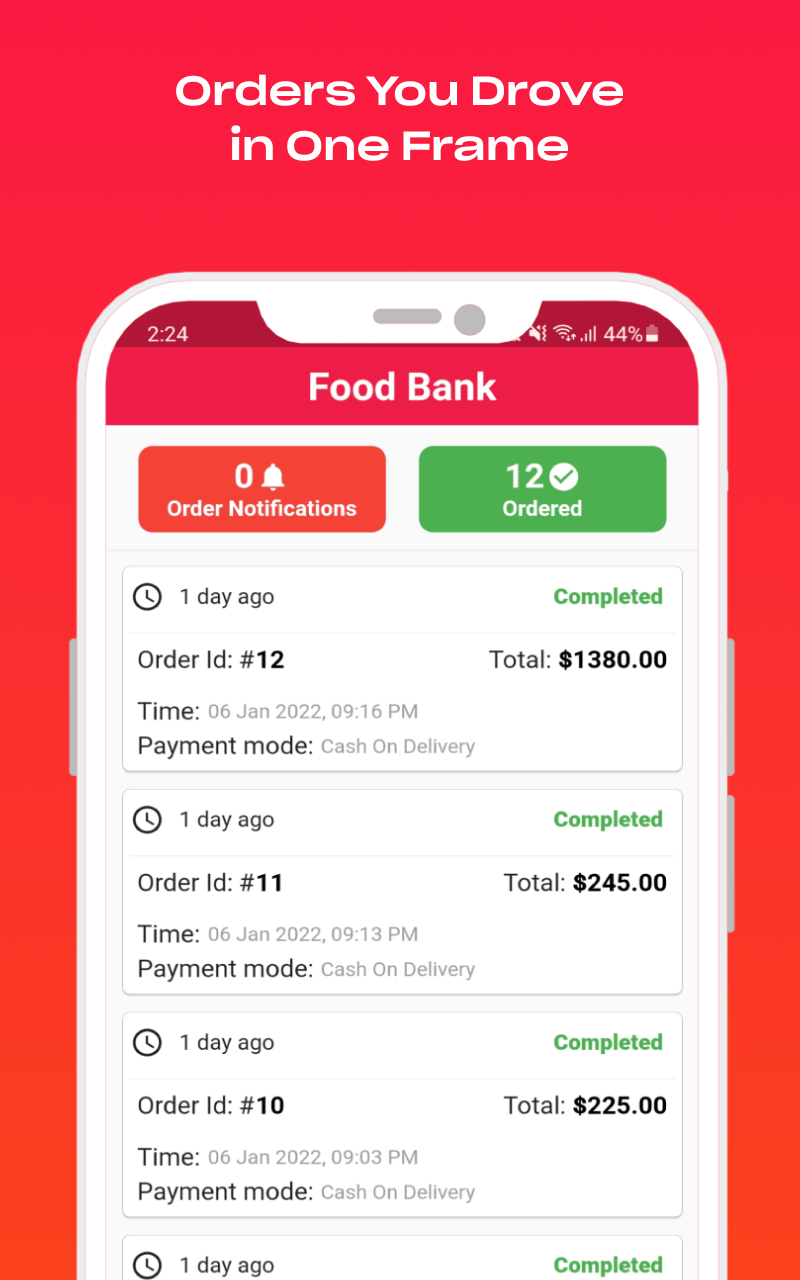 Orders You Drove
in One Frame
2:24 44%
Food Bank
0
Order Notifications
12
Ordered
1 day ago Completed
Order Id: #12 Total: $1380.00
Time: 06 Jan 2022, 09:16 PM
Payment mode: Cash On Delivery
1 day ago Completed
Order Id: #11 Total: $245.00
Time: 06 Jan 2022, 09:13 PM
Payment mode: Cash On Delivery
1 day ago Completed
Order Id: #10 Total: $225.00
Time: 06 Jan 2022, 09:03 PM
Payment mode: Cash On Delivery
1 day ago Completed